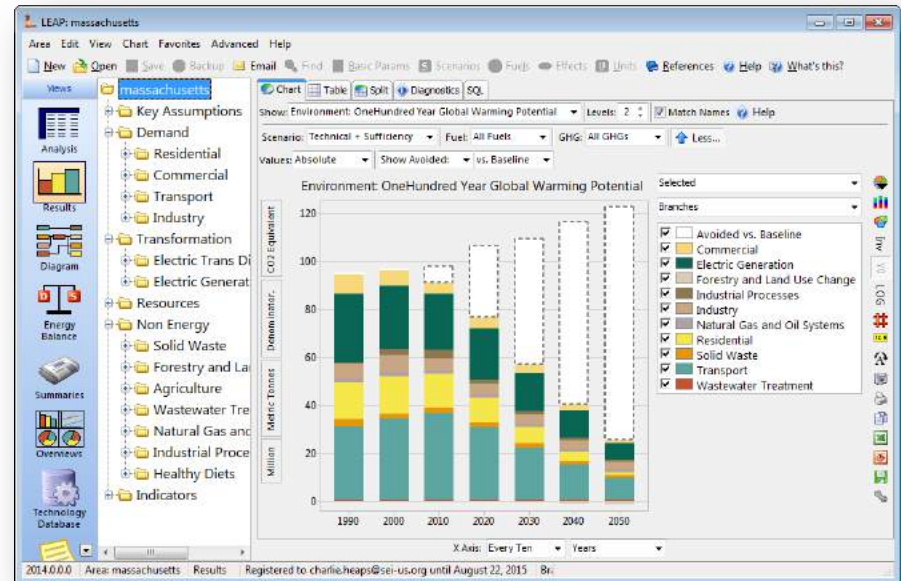 LEAP: massachusetts
Area Edit View Chart Favorites Advanced Help
New Open Save Backup Email Find Basic Params Scenarios Fuels Effects Units References Help What's this?
Views
Analysis
Results
Diagram
Energy
Balance
Summaries
Overviews
Technology
Database
massachusetts
Key Assumptions
Demand
Residential
Commercial
Transport
Industry
Transformation
Electric Trans Di
Electric Generat
Resources
Non Energy
Solid Waste
Forestry and La
Agriculture
Wastewater Tre
Natural Gas and
Industrial Proce
Healthy Diets
Indicators
Chart Table Split Diagnostics SQL
Show: Environment: OneHundred Year Global Warming Potential Levels: 2 Match Names Help
Scenario: Technical + Sufficiency Fuel: All Fuels GHG: All GHGs Less...
Values: Absolute Show Avoided: vs. Baseline
Environment: OneHundred Year Global Warming Potential
CO2 Equivalent
Denominator.
Metric Tonnes
Million
120
100
80
60
40
20
0
1990 2000 2010 2020 2030 2040 2050
X Axis: Every Ten Years
Selected
Branches
Avoided vs. Baseline
Commercial
Electric Generation
Forestry and Land Use Change
Industrial Processes
Industry
Natural Gas and Oil Systems
Residential
Solid Waste
Transport
Wastewater Treatment
Inv
LOG
2014.0.0.0 Area: massachusetts Results Registered to charlie.heaps@sei-us.org until August 22, 2015